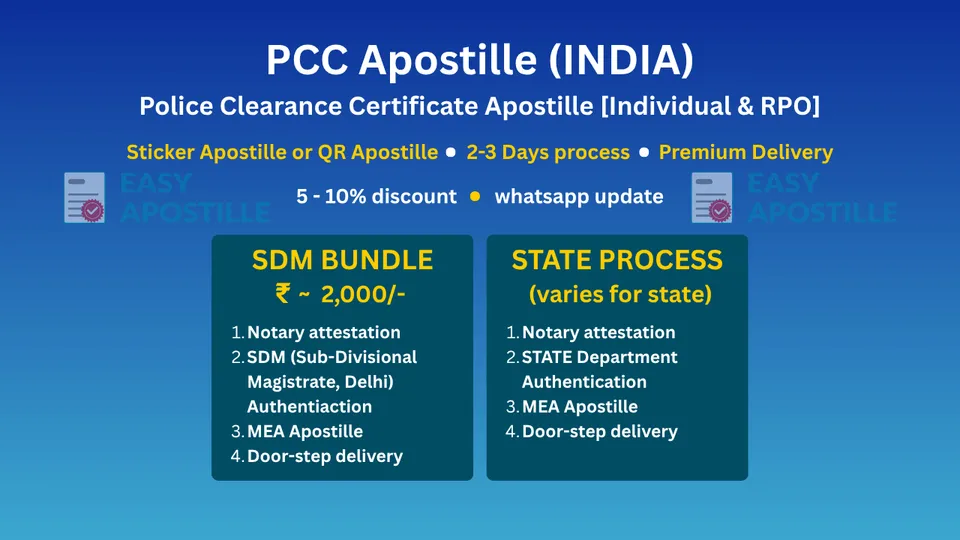 PCC Apostille (INDIA)
Police Clearance Certificate Apostille [Individual & RPO]
Sticker Apostille or QR Apostille • 2-3 Days process • Premium Delivery
EASY
APOSTILLE
5 - 10% discount • whatsapp update
EASY
APOSTILLE
SDM BUNDLE
₹ ~ 2,000/-
1. Notary attestation
2. SDM (Sub-Divisional
Magistrate, Delhi)
Authentiaction
3. MEA Apostille
4. Door-step delivery
STATE PROCESS
(varies for state)
1. Notary attestation
2. STATE Department
Authentication
3. MEA Apostille
4. Door-step delivery